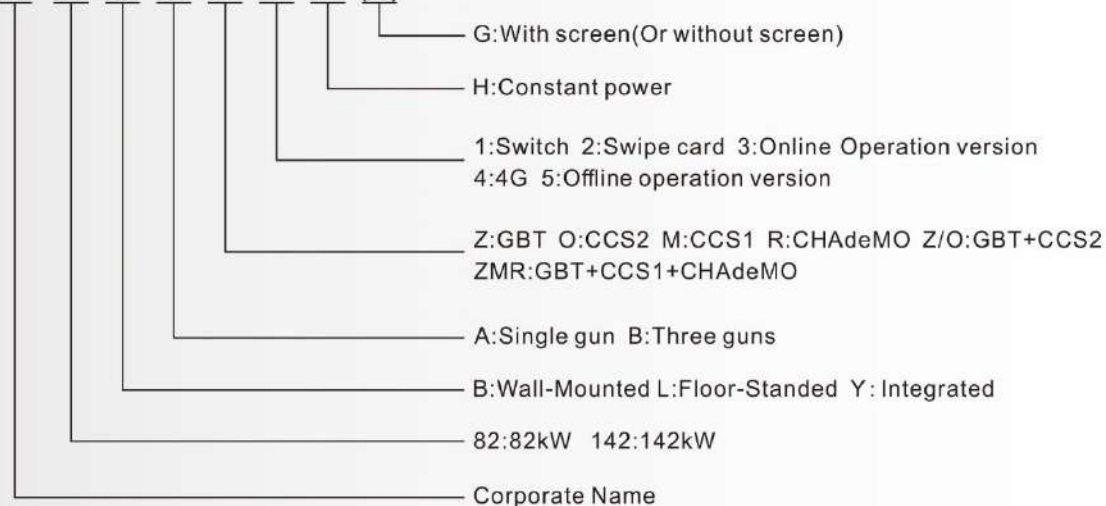 G:With screen(Or without screen)
H:Constant power
1:Switch 2:Swipe card 3:Online Operation version
4:4G 5:Offline operation version
Z:GBT O:CCS2 M:CCS1 R:CHAdeMO Z/O:GBT+CCS2
ZMR:GBT+CCS1+CHAdeMO
A:Single gun B:Three guns
B:Wall-Mounted L:Floor-Standed Y: Integrated
82:82kW 142:142kW
Corporate Name